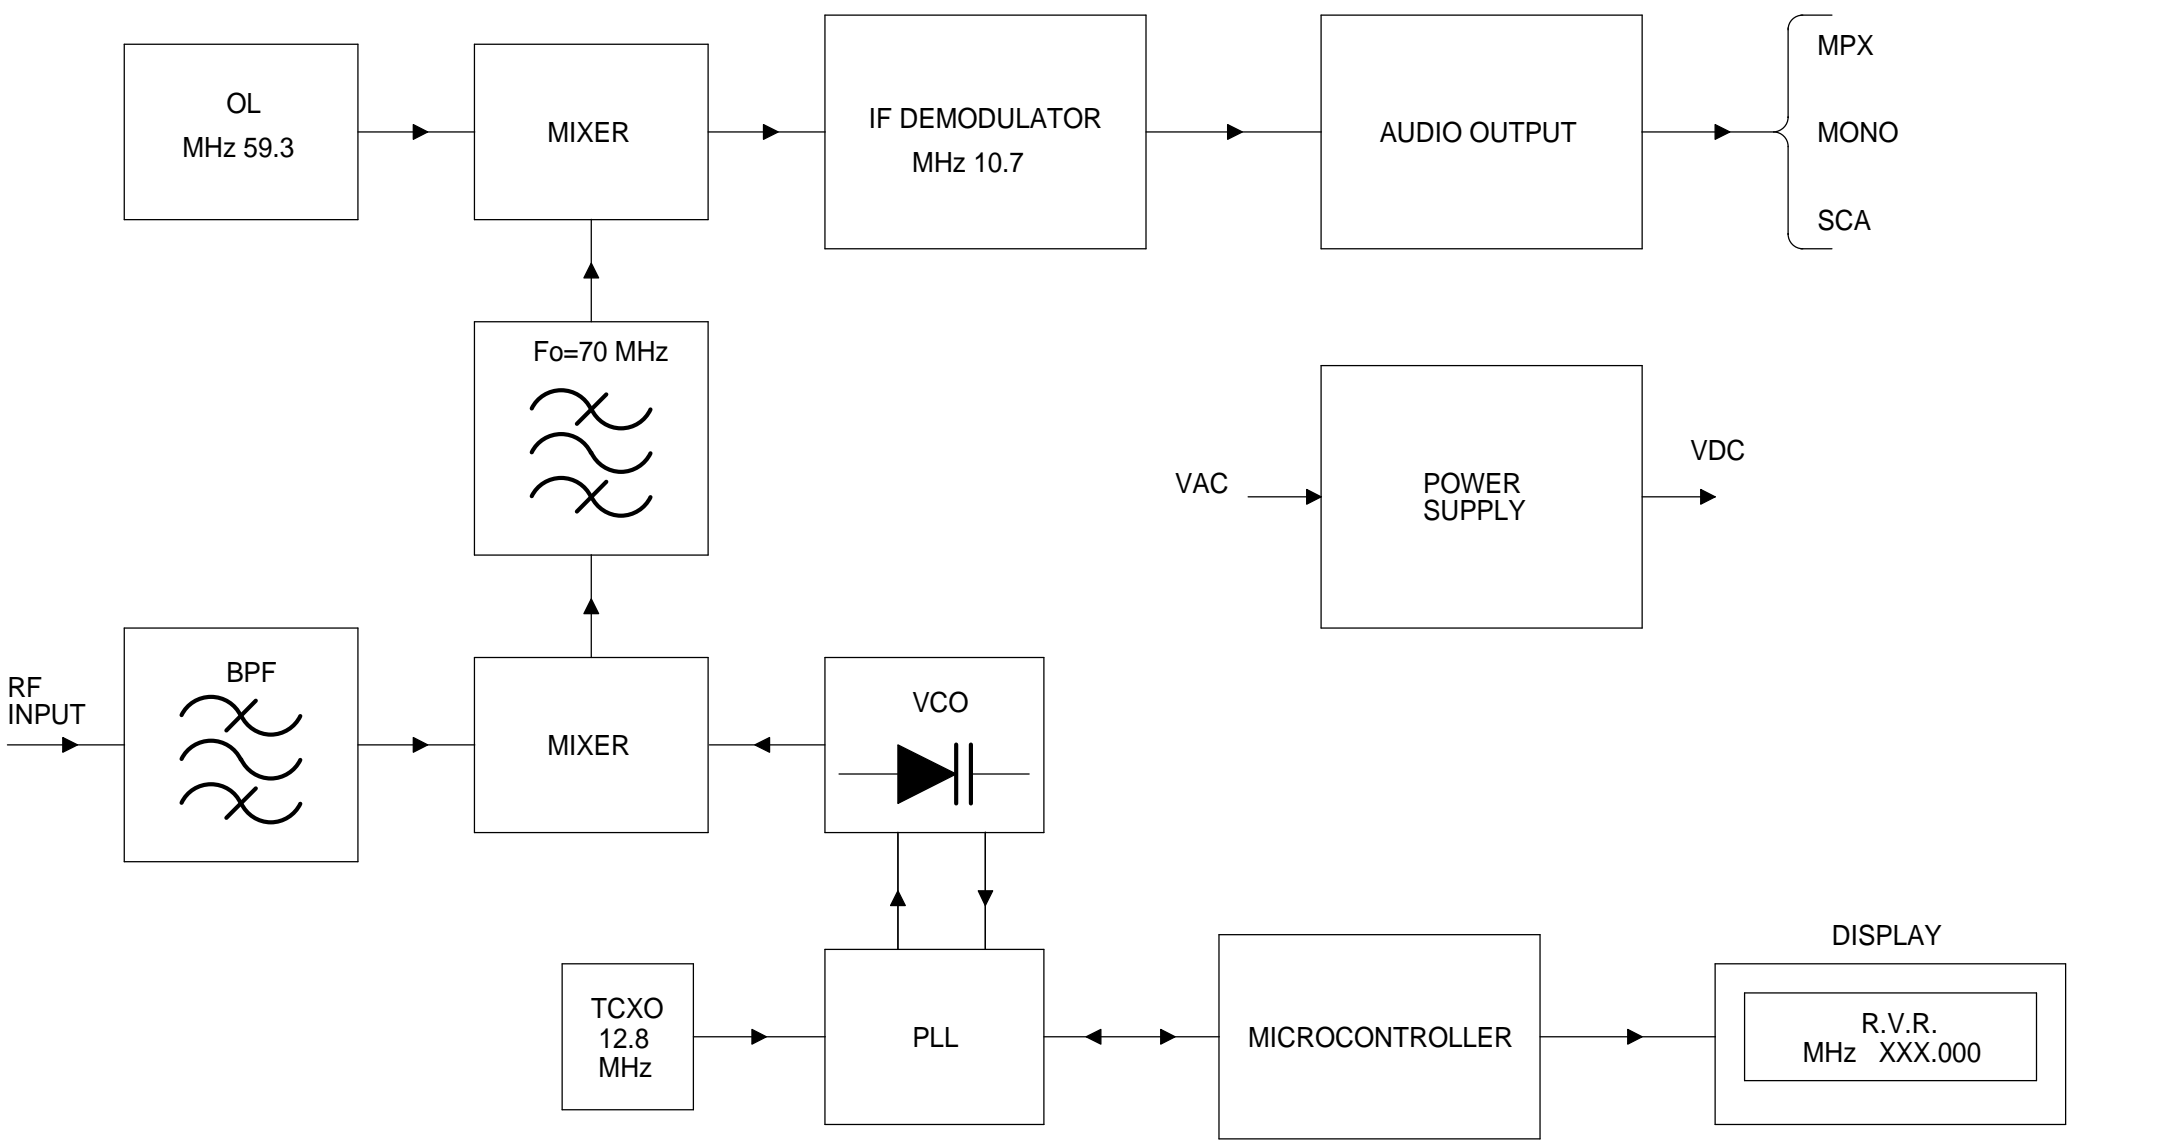 OL
MHz 59.3
MIXER
IF DEMODULATOR
MHz 10.7
AUDIO OUTPUT
MPX
MONO
SCA
Fo=70 MHz
VAC
POWER
SUPPLY
VDC
RF
INPUT
BPF
MIXER
VCO
TCXO
12.8
MHz
PLL
MICROCONTROLLER
DISPLAY
R.V.R.
MHz XXX.000